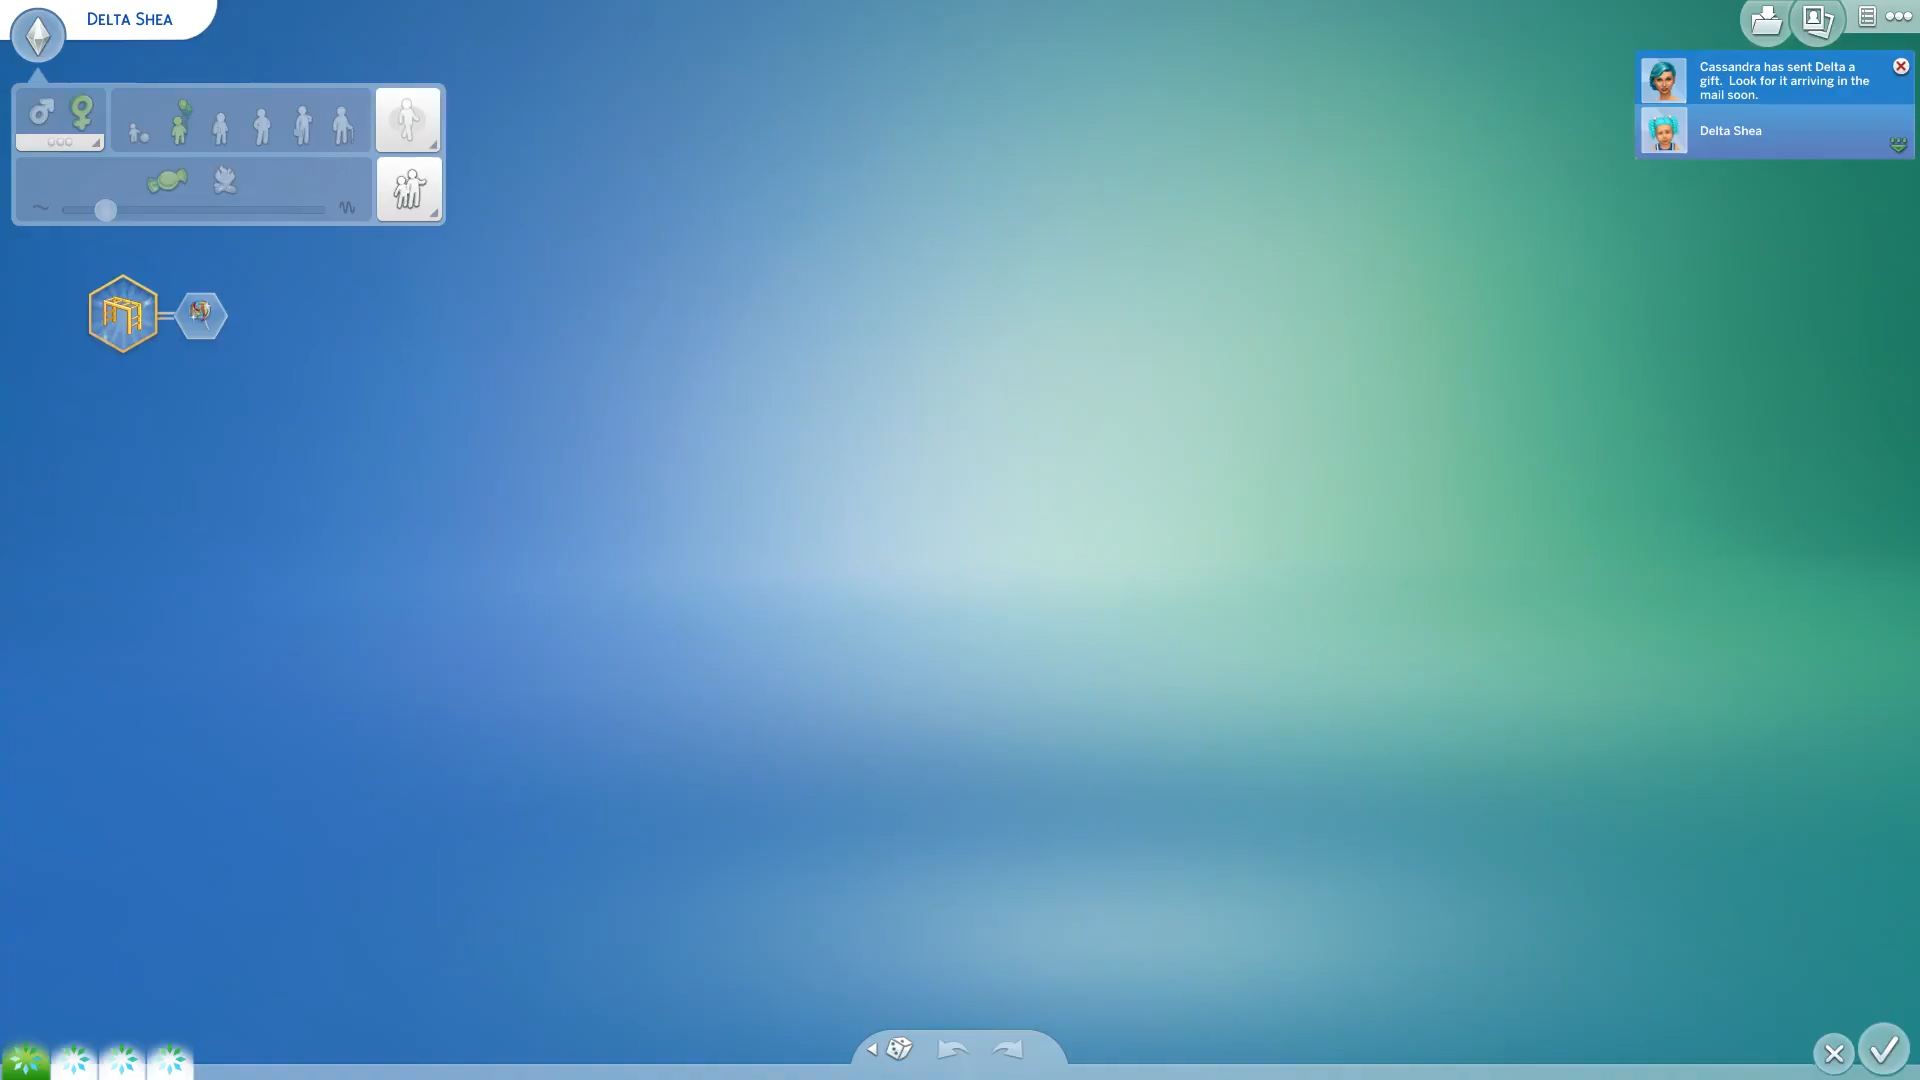 Delta Shea
Cassandra has sent Delta a
gift. Look for it arriving in the
mail soon.
Delta Shea